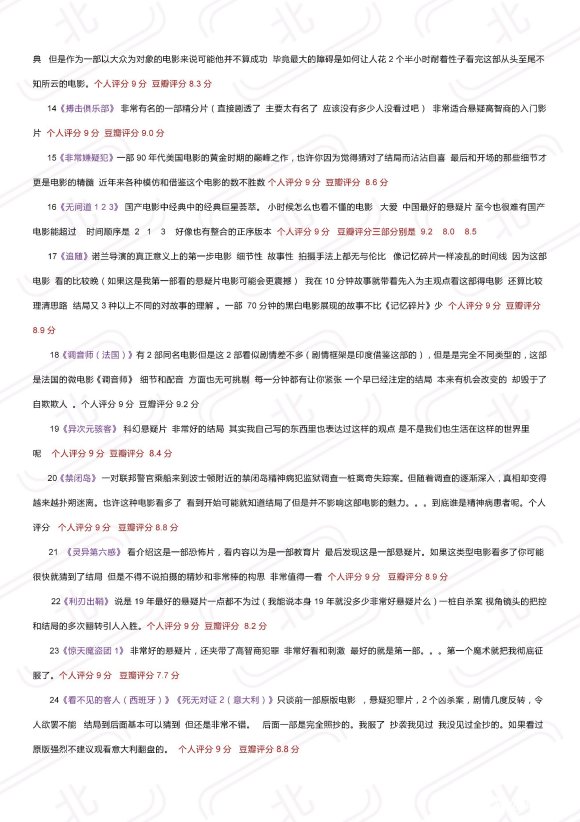 典 但是作为一部以大众为对象的电影来说可能他并不算成功 毕竟最大的障碍是如何让人花2个半小时耐着性子看完这部从头至尾不
知所云的电影。个人评分9分 豆瓣评分8.3分
14《搏击俱乐部》 非常有名的一部精分片（直接剧透了 主要太有名了 应该没有多少人没看过吧） 非常适合悬疑高智商的入门影
片 个人评分9分 豆瓣评分9.0分
15《非常嫌疑犯》一部90年代美国电影的黄金时期的巅峰之作，也许你因为觉得猜对了结局而沾沾自喜 最后和开场的那些细节才
更是电影的精髓 近年来各种模仿和借鉴这个电影的数不胜数 个人评分9分 豆瓣评分 8.6分
16《无间道123》 国产电影中经典中的经典巨星荟萃。 小时候怎么也看不懂的电影 大爱 中国最好的悬疑片 至今也很难有国产
电影能超过 时间顺序是 2 1 3 好像也有整合的正序版本 个人评分9分 豆瓣评分三部分别是 9.2 8.0 8.5
17《追随》诺兰导演的真正意义上的第一步电影 细节性 故事性 拍摄手法上都无与伦比 像记忆碎片一样凌乱的时间线 因为这部
电影 看的比较晚（如果这是我第一部看的悬疑片电影可能会更震撼） 我在10分钟故事就带着先入为主观点看这部得电影 还算比较
理清思路 结局又3种以上不同的对故事的理解 。一部 70分钟的黑白电影展现的故事不比《记忆碎片》少 个人评分9分 豆瓣评分
8.9分
18《调音师（法国）》有2部同名电影但是这2部看似剧情差不多（剧情框架是印度借鉴这部的），但是是完全不同类型的，这部
是法国的微电影《调音师》 细节和配音 方面也无可挑剔 每一分钟都有让你紧张 一个早已经注定的结局 本来有机会改变的 却毁于了
自欺欺人 。个人评分9分 豆瓣评分9.2分
19《异次元骇客》 科幻悬疑片 非常好的结局 其实我自己写的东西里也表达过这样的观点 是不是我们也生活在这样的世界里
呢 个人评分9分 豆瓣评分 8.4分
20《禁闭岛》 一对联邦警官乘船来到波士顿附近的禁闭岛精神病犯监狱调查一桩离奇失踪案。但随着调查的逐渐深入，真相却变得
越来越扑朔迷离。也许这种电影看多了 看到开始可能就知道结局了但是并不影响这部电影的魅力。。。到底谁是精神病患者呢。个人
评分 个人评分9分 豆瓣评分8.8分
21 《灵异第六感》 看介绍这是一部恐怖片，看内容以为是一部教育片 最后发现这是一部悬疑片。如果这类型电影看多了你可能
很快就猜到了结局 但是不得不说拍摄的精妙和非常棒的构思 非常值得一看 个人评分9分 豆瓣评分8.9分
22《利刃出鞘》 说是19年最好的悬疑片一点都不为过（我能说本身19年就没多少非常好悬疑片么）一桩自杀案 视角镜头的把控
和结局的多次翻转引人入胜。个人评分9分 豆瓣评分 8.2分
23《惊天魔盗团1》 非常好的悬疑片，还夹带了高智商犯罪 非常好看和刺激 最好的就是第一部。。。第一个魔术就把我彻底征
服了。个人评分9分 豆瓣评分7.7分
24《看不见的客人（西班牙）》《死无对证2（意大利）》只谈前一部原版电影 ，悬疑犯罪片，2个凶杀案，剧情几度反转，令
人欲罢不能 结局到后面基本可以猜到 但还是非常不错。 后面一部是完全照抄的。我服了 抄袭我见过 我没见过全抄的。如果看过
原版强烈不建议观看意大利翻盘的。 个人评分9分 豆瓣评分8.8分